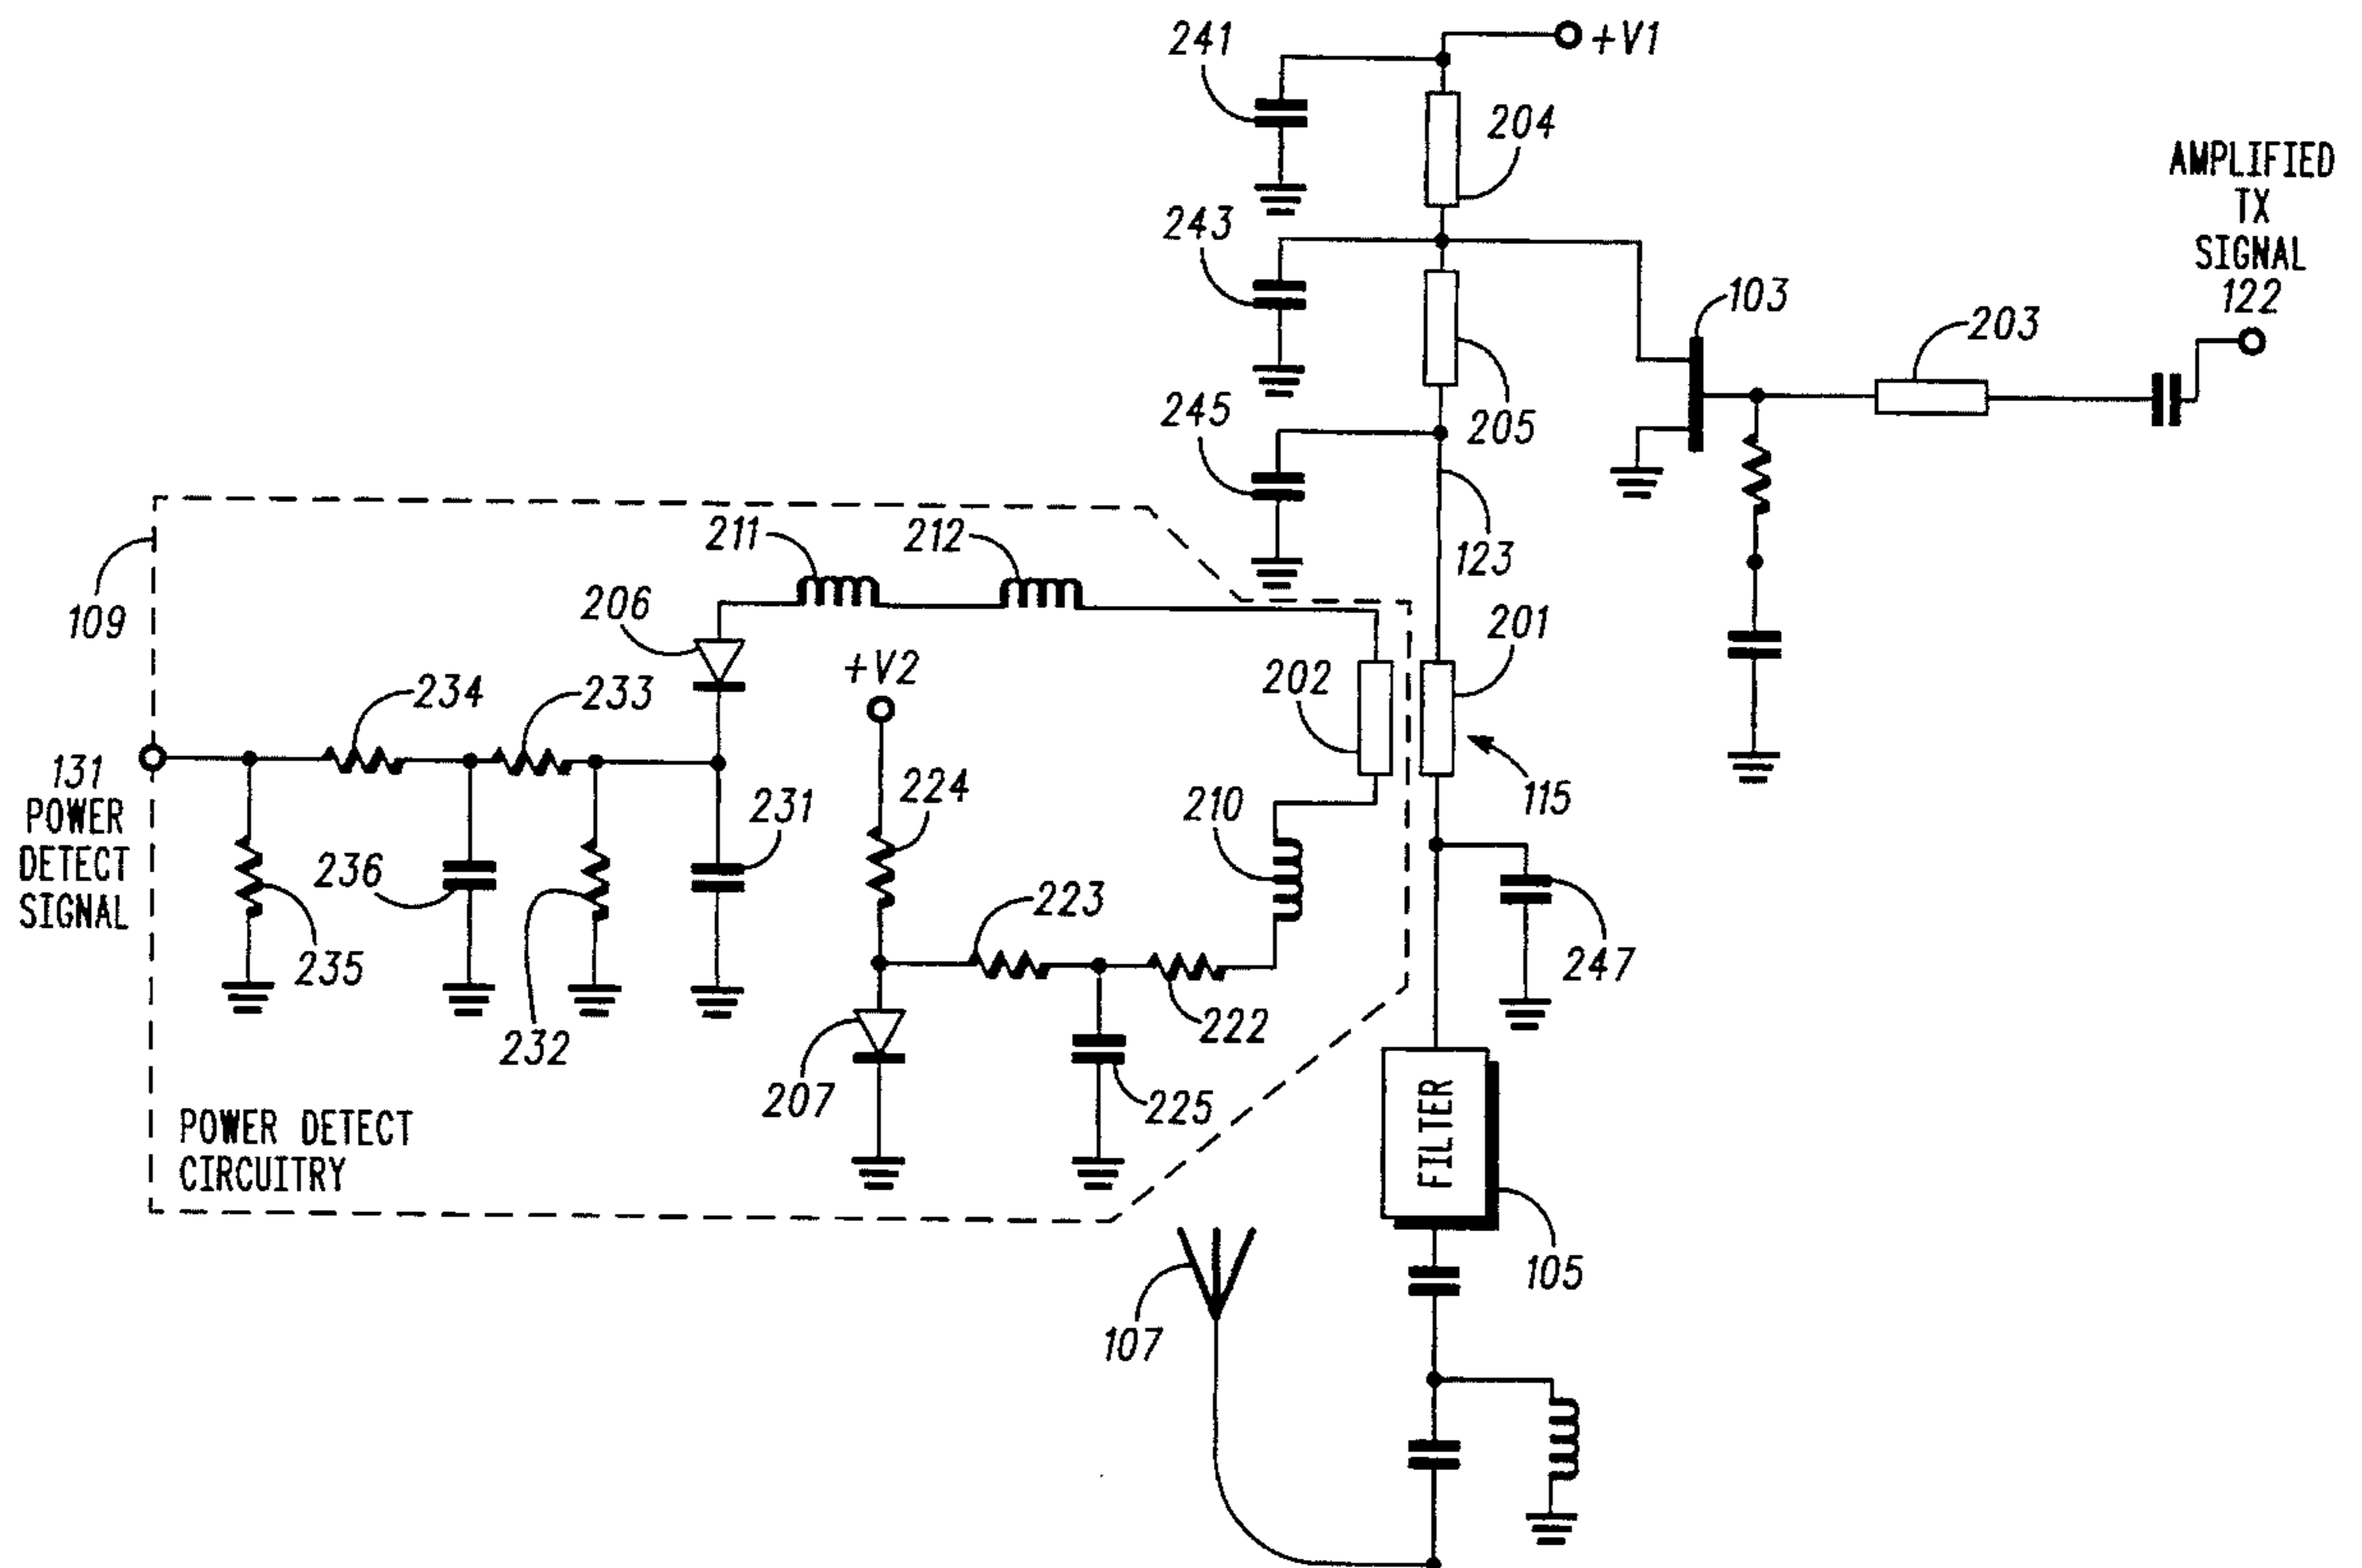 241
+V1
204
AMPLIFIED
TX
SIGNAL
122
243
103
203
245
205
123
211
212
109
206
201
+V2
202
234
233
131
POWER
DETECT
SIGNAL
224
231
210
115
236
223
235
232
222
247
207
225
POWER DETECT
CIRCUITRY
FILTER
107
105